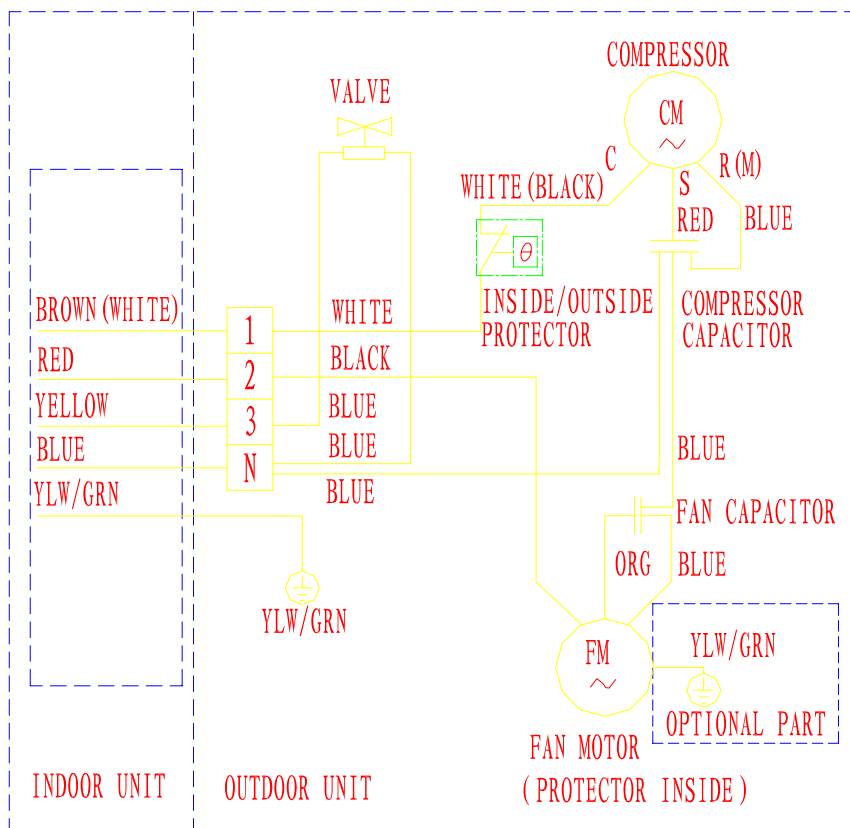 COMPRESSOR
VALVE
CM
C
R(M)
S
WHITE(BLACK)
RED
BLUE
θ
BROWN(WHITE)
1
WHITE
INSIDE/OUTSIDE
PROTECTOR
COMPRESSOR
CAPACITOR
RED
2
BLACK
YELLOW
3
BLUE
BLUE
N
BLUE
BLUE
BLUE
YLW/GRN
FAN CAPACITOR
ORG
BLUE
YLW/GRN
FM
YLW/GRN
OPTIONAL PART
FAN MOTOR
(PROTECTOR INSIDE)
INDOOR UNIT
OUTDOOR UNIT